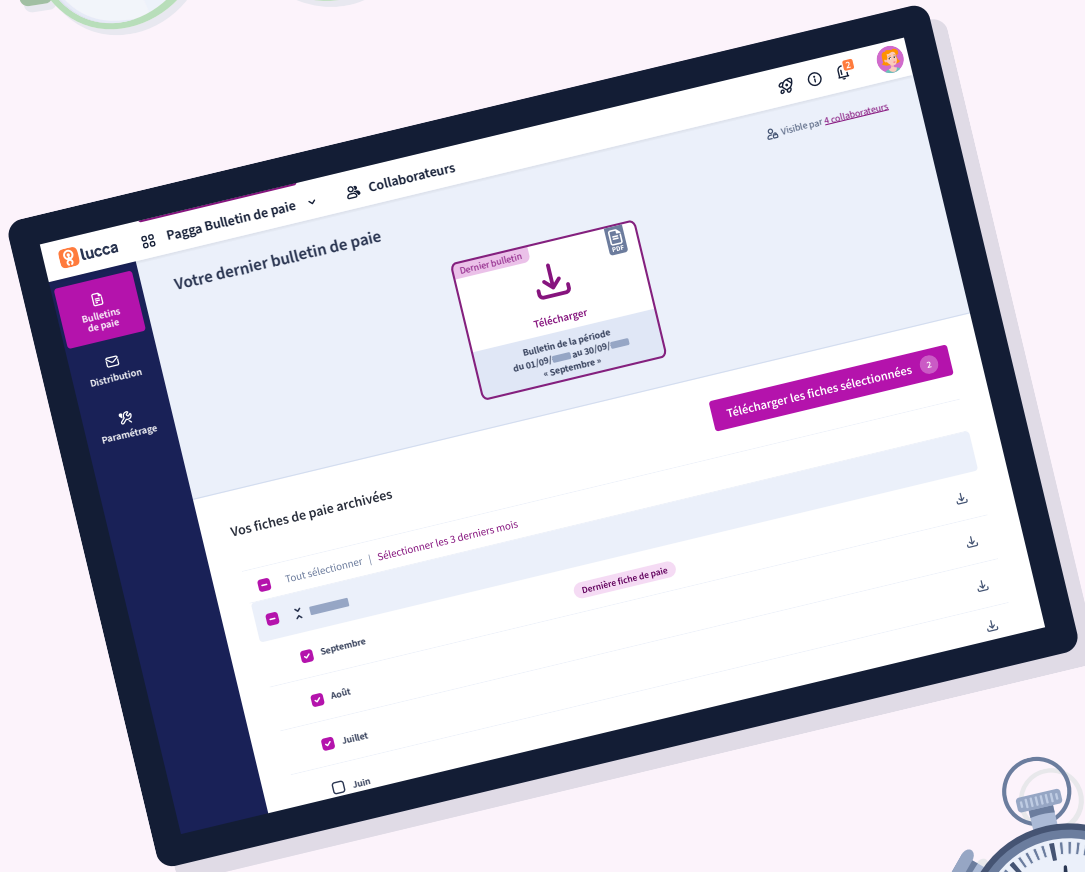 lucca
Pagga Bulletin de paie
Collaborateurs
2
Visible par 4 collaborateurs
Bulletins
de paie
Distribution
Paramétrage
Votre dernier bulletin de paie
Dernier bulletin
PDF
Télécharger
Bulletin de la période
du 01/09/ au 30/09/
« Septembre »
Télécharger les fiches sélectionnées 2
Vos fiches de paie archivées
Tout sélectionner | Sélectionner les 3 derniers mois
Septembre
Dernière fiche de paie
Août
Juillet
Juin